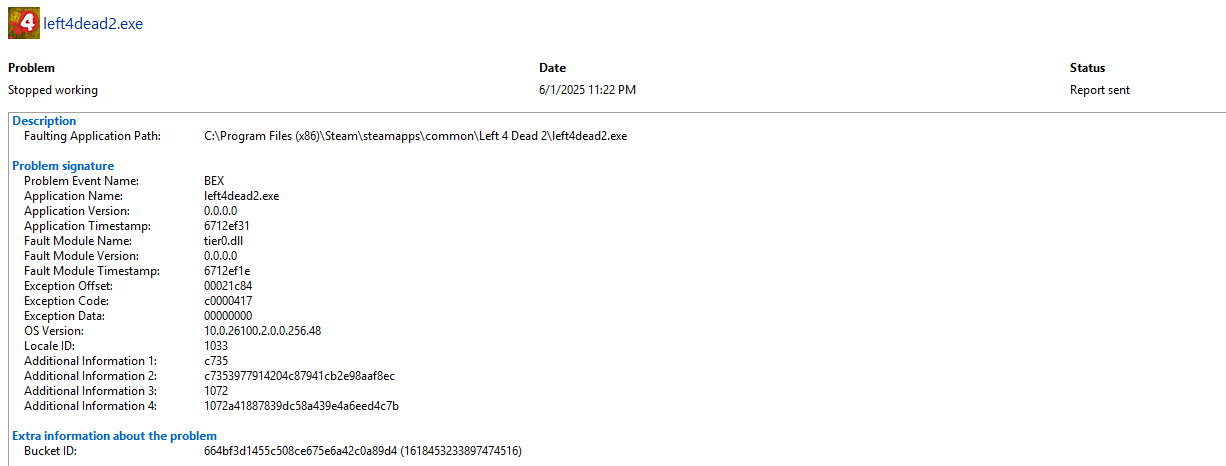 4 left4dead2.exe
Problem Date Status
Stopped working 6/1/2025 11:22 PM Report sent
Description
Faulting Application Path: C:\Program Files (x86)\Steam\steamapps\common\Left 4 Dead 2\left4dead2.exe
Problem signature
Problem Event Name: BEX
Application Name: left4dead2.exe
Application Version: 0.0.0.0
Application Timestamp: 6712ef31
Fault Module Name: tier0.dll
Fault Module Version: 0.0.0.0
Fault Module Timestamp: 6712ef1e
Exception Offset: 00021c84
Exception Code: c0000417
Exception Data: 00000000
OS Version: 10.0.26100.2.0.0.256.48
Locale ID: 1033
Additional Information 1: c735
Additional Information 2: c7353977914204c87941cb2e98aaf8ec
Additional Information 3: 1072
Additional Information 4: 1072a41887839dc58a439e4a6eed4c7b
Extra information about the problem
Bucket ID: 664bf3d1455c508ce675e6a42c0a89d4 (1618453233897474516)